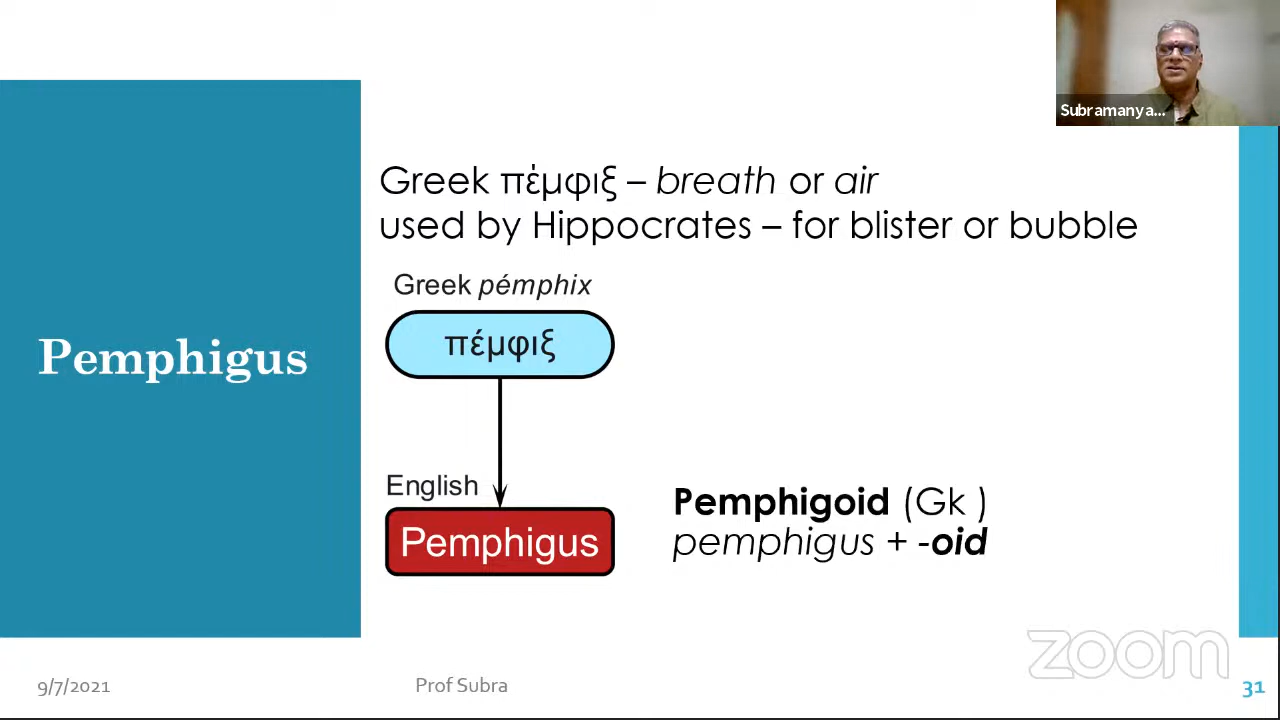 Subramanya...
Greek πέμφιξ – breath or air
used by Hippocrates – for blister or bubble
Greek pémphix
πέμφιξ
Pemphigus
English
Pemphigus
Pemphigoid (Gk )
pemphigus + -oid
zoom
9/7/2021
Prof Subra
31